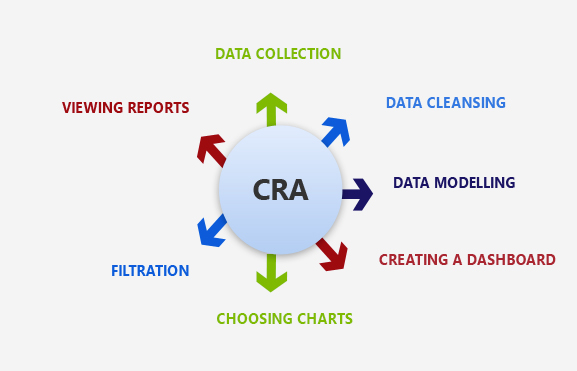 DATA COLLECTION
DATA CLEANSING
VIEWING REPORTS
DATA MODELLING
CRA
CREATING A DASHBOARD
FILTRATION
CHOOSING CHARTS